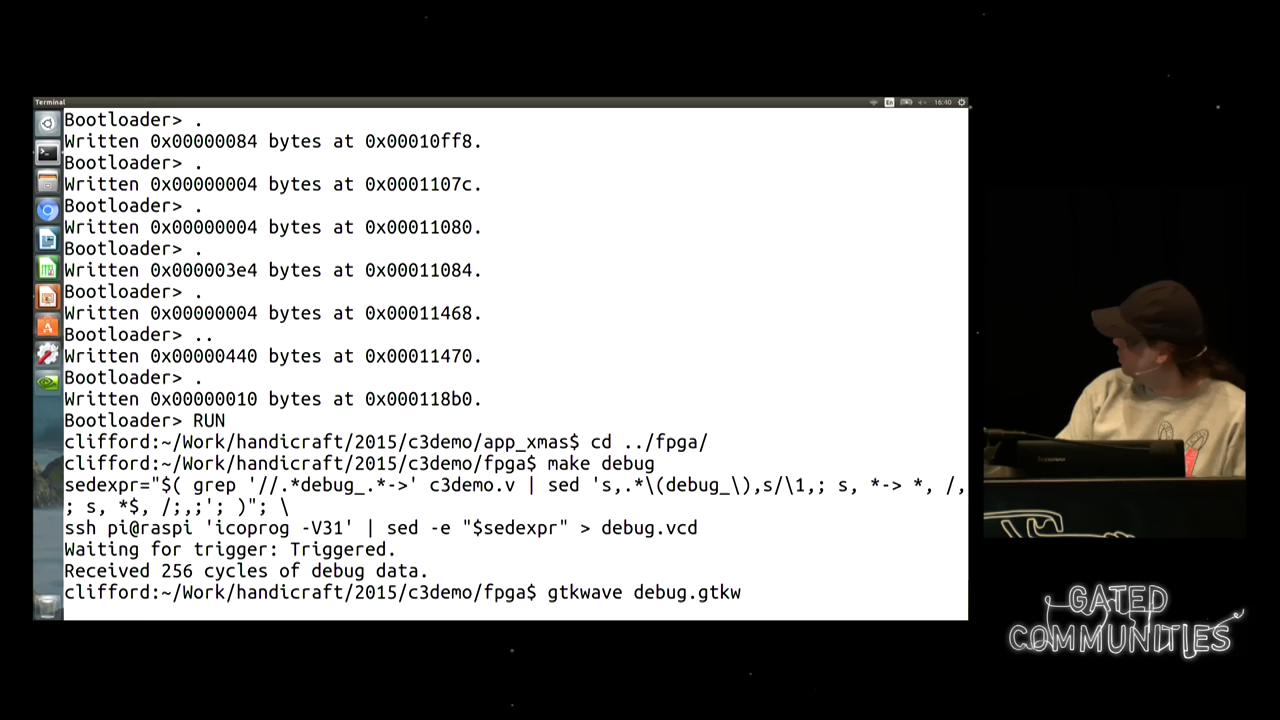 Terminal
En
16:40
Bootloader> .
Written 0x00000084 bytes at 0x00010ff8.
Bootloader> .
Written 0x00000004 bytes at 0x0001107c.
Bootloader> .
Written 0x00000004 bytes at 0x00011080.
Bootloader> .
Written 0x000003e4 bytes at 0x00011084.
Bootloader> .
Written 0x00000004 bytes at 0x00011468.
Bootloader> ..
Written 0x00000440 bytes at 0x00011470.
Bootloader> .
Written 0x00000010 bytes at 0x000118b0.
Bootloader> RUN
clifford:~/Work/handicraft/2015/c3demo/app_xmas$ cd ../fpga/
clifford:~/Work/handicraft/2015/c3demo/fpga$ make debug
sedexpr="$( grep '//.*debug_.*->' c3demo.v | sed 's,.*\(debug_\),s/\1,; s, *-> *, /,
; s, *$, /;,;'; )"; \
ssh pi@raspi 'icoprog -V31' | sed -e "$sedexpr" > debug.vcd
Waiting for trigger: Triggered.
Received 256 cycles of debug data.
clifford:~/Work/handicraft/2015/c3demo/fpga$ gtkwave debug.gtkw
lenovo
GATED
COMMUNITIES